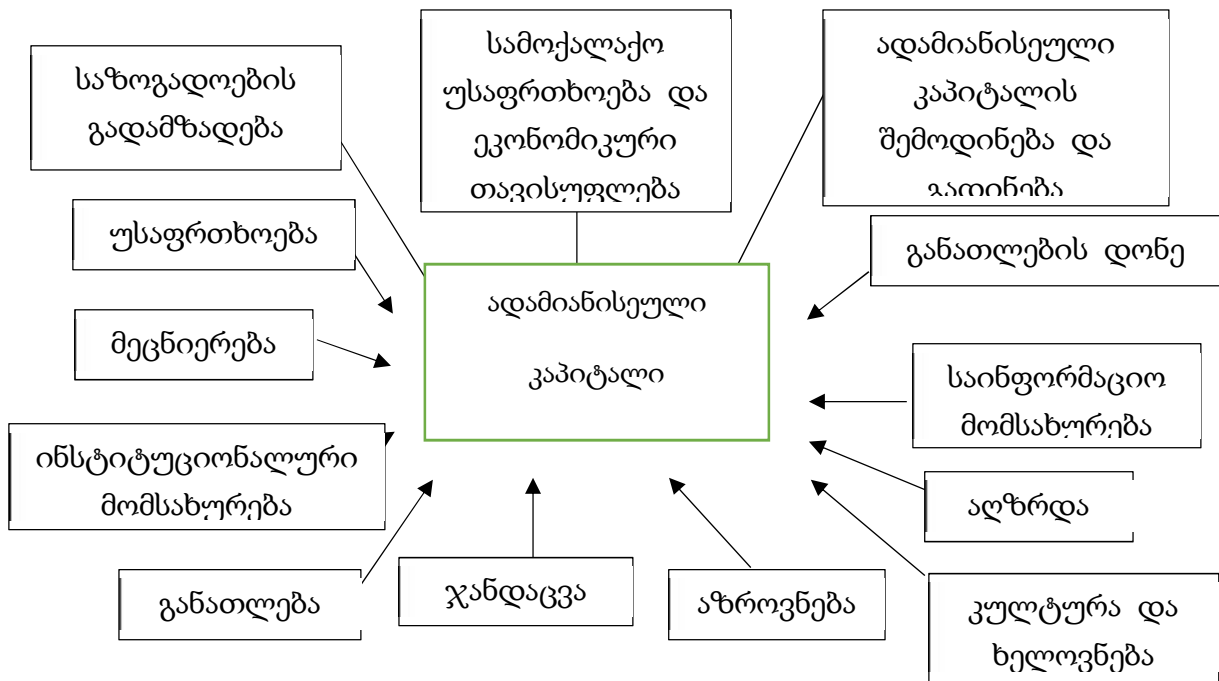 საზოგადოების
გადამზადება
სამოქალაქო
უსაფრთხოება და
ეკონომიკური
თავისუფლება
ადამიანისეული
კაპიტალის
შემოდინება და
გადინება
უსაფრთხოება
განათლების დონე
ადამიანისეული
კაპიტალი
მეცნიერება
საინფორმაციო
მომსახურება
ინსტიტუციონალური
მომსახურება
აღზრდა
განათლება
ჯანდაცვა
აზროვნება
კულტურა და
ხელოვნება